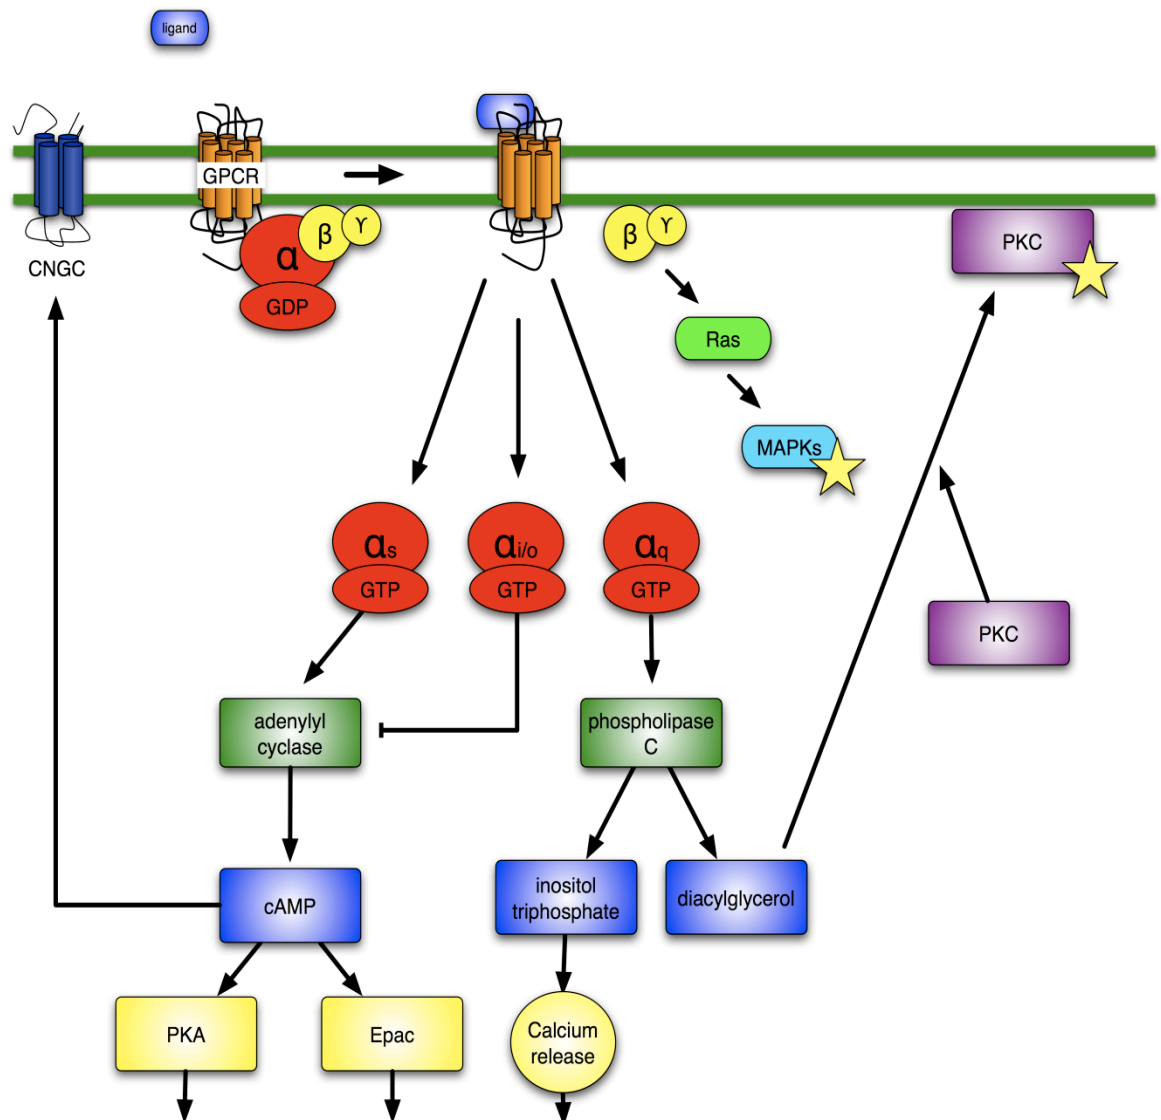 ligand
GPCR
CNGC
α
β
ϒ
GDP
β
ϒ
PKC
Ras
MAPKs
αs
αi/o
αq
GTP
GTP
GTP
PKC
adenylyl
cyclase
phospholipase
C
cAMP
inositol
triphosphate
diacylglycerol
PKA
Epac
Calcium
release